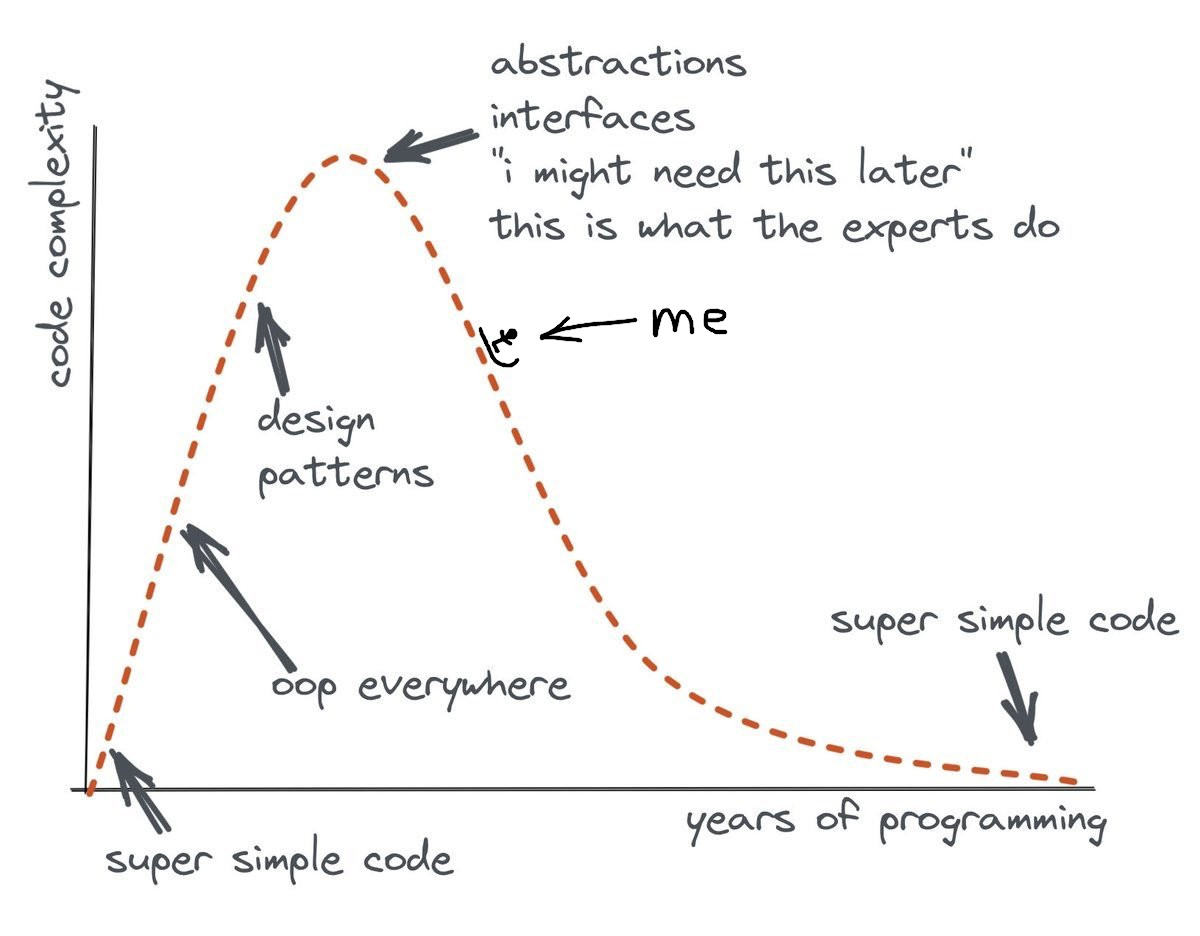 abstractions
interfaces
"i might need this later"
this is what the experts do
code complexity
me
design
patterns
super simple code
oop everywhere
years of programming
super simple code